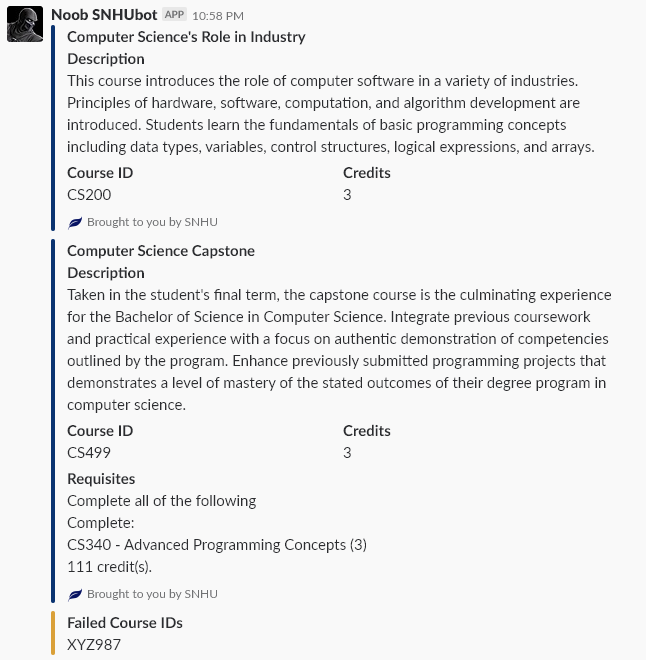 Noob SNHUbot APP 10:58 PM
Computer Science's Role in Industry
Description
This course introduces the role of computer software in a variety of industries.
Principles of hardware, software, computation, and algorithm development are
introduced. Students learn the fundamentals of basic programming concepts
including data types, variables, control structures, logical expressions, and arrays.
Course ID Credits
CS200 3
Brought to you by SNHU
Computer Science Capstone
Description
Taken in the student's final term, the capstone course is the culminating experience
for the Bachelor of Science in Computer Science. Integrate previous coursework
and practical experience with a focus on authentic demonstration of competencies
outlined by the program. Enhance previously submitted programming projects that
demonstrates a level of mastery of the stated outcomes of their degree program in
computer science.
Course ID Credits
CS499 3
Requisites
Complete all of the following
Complete:
CS340 - Advanced Programming Concepts (3)
111 credit(s).
Brought to you by SNHU
Failed Course IDs
XYZ987